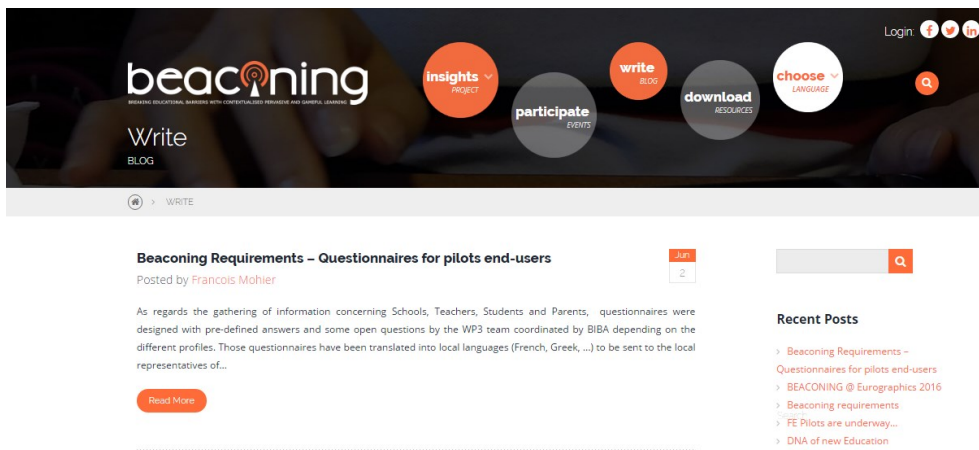 Login:
beaconing
BREAKING EDUCATIONAL BARRIERS WITH CONTEXTUALISED PERVASIVE AND GAMEFUL LEARNING
insights
PROJECT
participate
EVENTS
write
BLOG
download
RESOURCES
choose
LANGUAGE
Write
BLOG
> WRITE
Beaconing Requirements – Questionnaires for pilots end-users
Posted by Francois Mohier
Jun
2
As regards the gathering of information concerning Schools, Teachers, Students and Parents, questionnaires were
designed with pre-defined answers and some open questions by the WP3 team coordinated by BIBA depending on the
different profiles. Those questionnaires have been translated into local languages (French, Greek, ...) to be sent to the local
representatives of...
Read More
Recent Posts
> Beaconing Requirements –
Questionnaires for pilots end-users
> BEACONING @ Eurographics 2016
> Beaconing requirements
> FE Pilots are underway...
> DNA of new Education